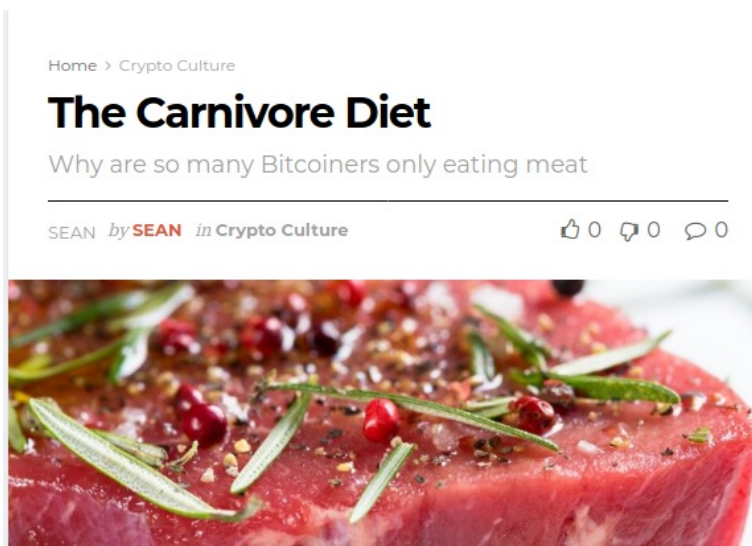 Home > Crypto Culture
The Carnivore Diet
Why are so many Bitcoiners only eating meat
SEAN by SEAN in Crypto Culture 0 0 0